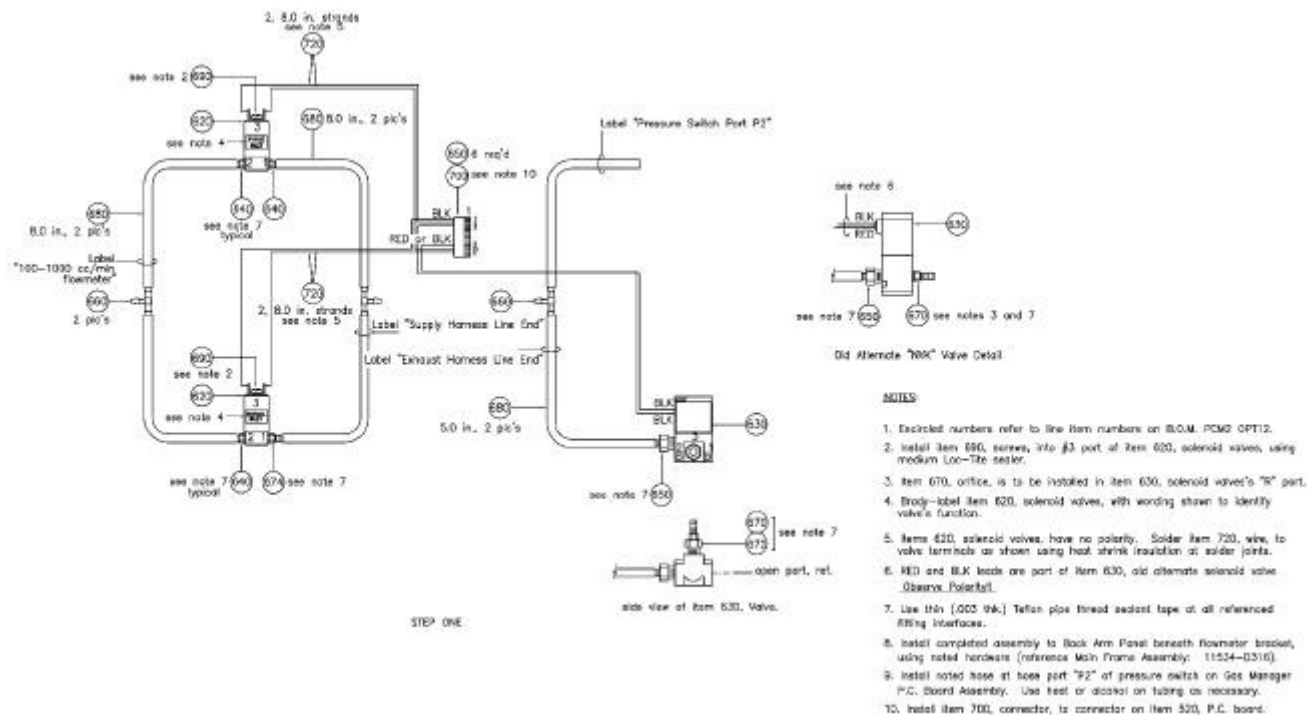 2, 8.0 in. strands
see note 5
720
see note 2 690
620
3
see note 4
680 8.0 in., 2 plc's
640 640
see note 7
typical
680
8.0 in., 2 plc's
Label
"100-1000 cc/min
flowmeter"
660
2 plc's
650 6 req'd
700 see note 10
BLK
RED or BLK
720
2, 8.0 in. strands
see note 5
Label "Supply Harness Line End"
690
see note 2
620
3
see note 4
2 1
see note 7 640
typical
674 see note 7
Label "Pressure Switch Port P2"
660
Label "Exhaust Harness Line End"
680
5.0 in., 2 plc's
BLK
BLK
630
see note 7 650
670
673
see note 7
open port, ref.
side view of item 630, Valve.
STEP ONE
see note 6
BLK
RED
630
see note 7 650
670 see notes 3 and 7
Old Alternate Valve Detail
NOTES:
1. Encircled numbers refer to line item numbers on B.O.M. PCM2 OPT12.
2. Install item 690, screws, into #3 port of item 620, solenoid valves, using
medium Loc-Tite sealer.
3. Item 670, orifice, is to be installed in item 630, solenoid valves's "R" port.
4. Brady-label item 620, solenoid valves, with wording shown to identify
valve's function.
5. Items 620, solenoid valves, have no polarity. Solder item 720, wire, to
valve terminals as shown using heat shrink insulation at solder joints.
6. RED and BLK leads are part of item 630, old alternate solenoid valve
Observe Polarity!
7. Use thin (.003 thk.) Teflon pipe thread sealant tape at all referenced
fitting interfaces.
8. Install completed assembly to Back Arm Panel beneath flowmeter bracket,
using noted hardware (reference Main Frame Assembly: 11534-0316).
9. Install noted hose at hose port "P2" of pressure switch on Gas Manager
P.C. Board Assembly. Use heat or alcohol on tubing as necessary.
10. Install item 700, connector, to connector on item 520, P.C. board.